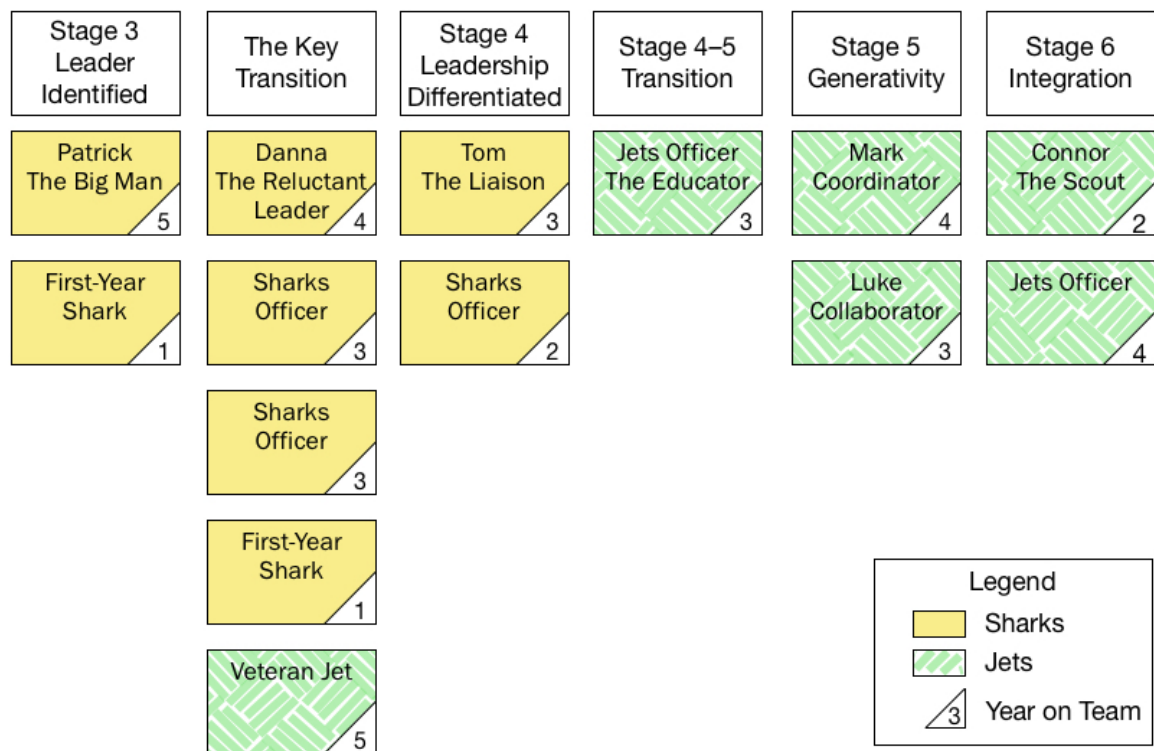 Stage 3
Leader
Identified
The Key
Transition
Stage 4
Leadership
Differentiated
Stage 4–5
Transition
Stage 5
Generativity
Stage 6
Integration
Patrick
The Big Man
5
Danna
The Reluctant
Leader
4
Tom
The Liaison
3
Jets Officer
The Educator
3
Mark
Coordinator
4
Connor
The Scout
2
First-Year
Shark
1
Sharks
Officer
3
Sharks
Officer
2
Luke
Collaborator
3
Jets Officer
4
Sharks
Officer
3
First-Year
Shark
1
Veteran Jet
5
Legend
Sharks
Jets
3 Year on Team